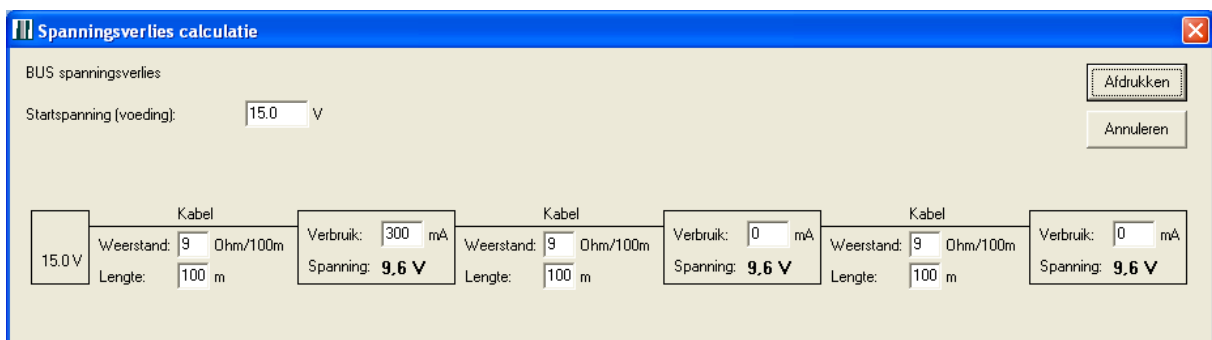 Spanningsverlies calculatie
BUS spanningsverlies
Afdrukken
Startspanning (voeding): 15.0 V
Annuleren
Kabel Kabel Kabel
15.0 V
Weerstand: 9 Ohm/100m
Lengte: 100 m
Verbruik: 300 mA
Spanning: 9,6 V
Weerstand: 9 Ohm/100m
Lengte: 100 m
Verbruik: 0 mA
Spanning: 9,6 V
Weerstand: 9 Ohm/100m
Lengte: 100 m
Verbruik: 0 mA
Spanning: 9,6 V